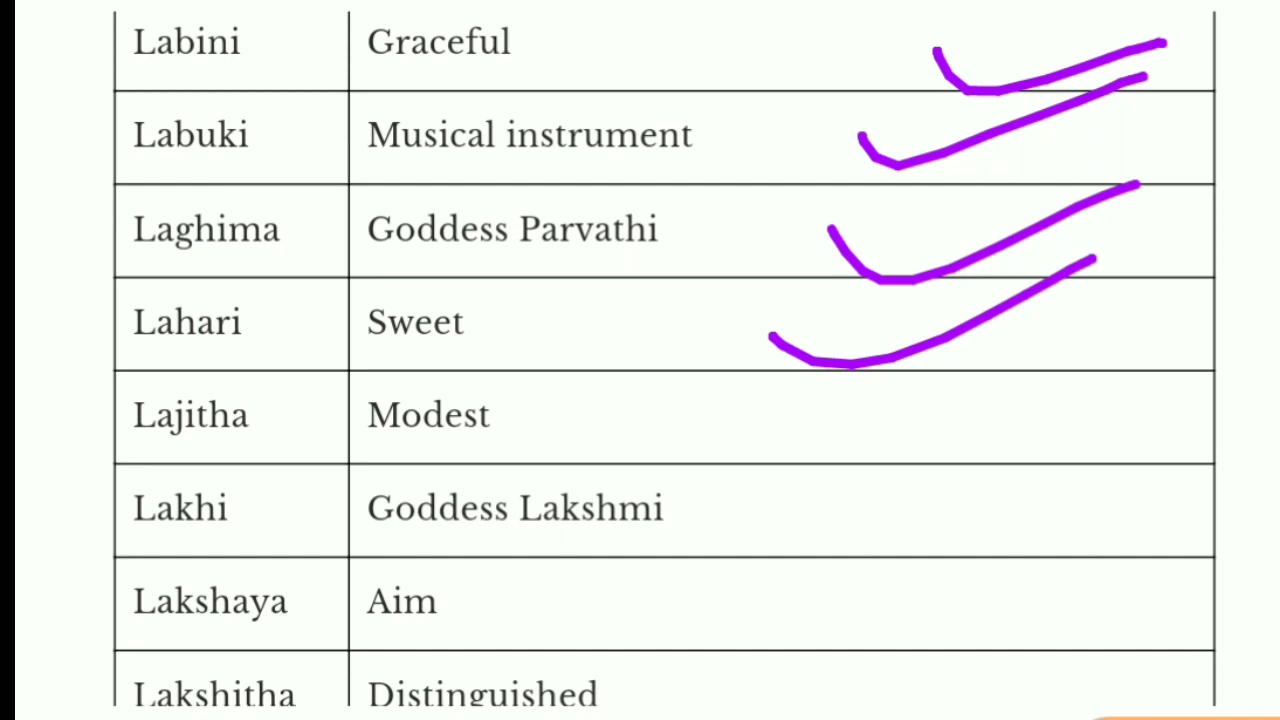 Labini Graceful
Labuki Musical instrument
Laghima Goddess Parvathi
Lahari Sweet
Lajitha Modest
Lakhi Goddess Lakshmi
Lakshaya Aim
Lakshitha Distinguished